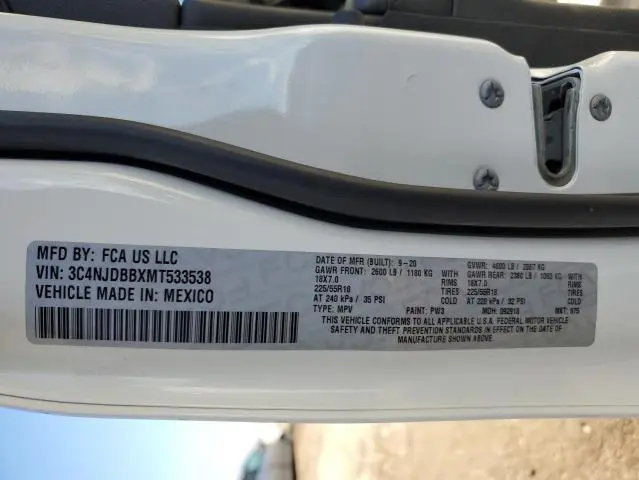 MFD BY: FCA US LLC
VIN: 3C4NJDBBXMT533538
VEHICLE MADE IN: MEXICO
DATE OF MFR (BUILT): 9-20 GVWR: 4600 LB / 2087 KG
GAWR FRONT: 2600 LB / 1180 KG WITH GAWR REAR: 2380 LB / 1080 KG WITH
18X7.0 RIMS 18X7.0 RIMS
225/55R18 TIRES 225/55R18 TIRES
AT 240 kPa / 35 PSI COLD AT 220 kPa / 32 PSI COLD
TYPE: MPV PAINT: PW3 MDH: 092918 MKT: 875
THIS VEHICLE CONFORMS TO ALL APPLICABLE U.S.A. FEDERAL MOTOR VEHICLE
SAFETY AND THEFT PREVENTION STANDARDS IN EFFECT ON THE DATE OF
MANUFACTURE SHOWN ABOVE.